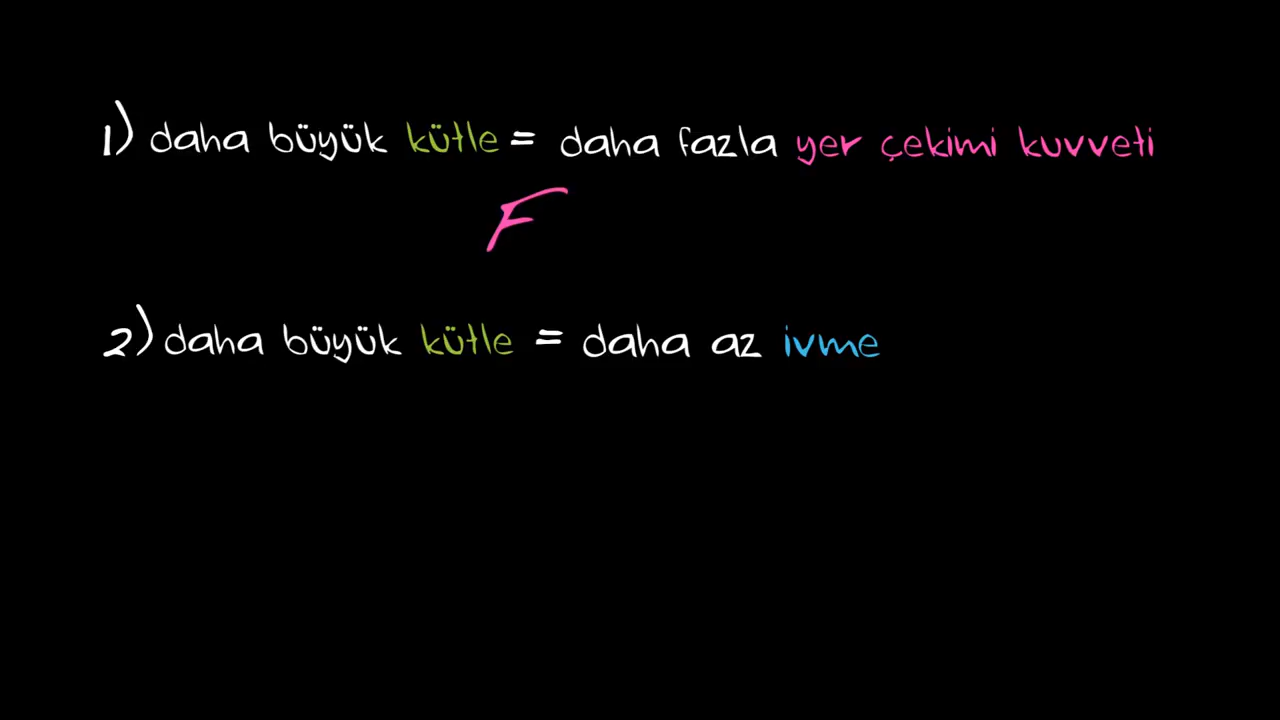 1) daha büyük kütle = daha fazla yer çekimi kuvveti
F
2) daha büyük kütle = daha az ivme